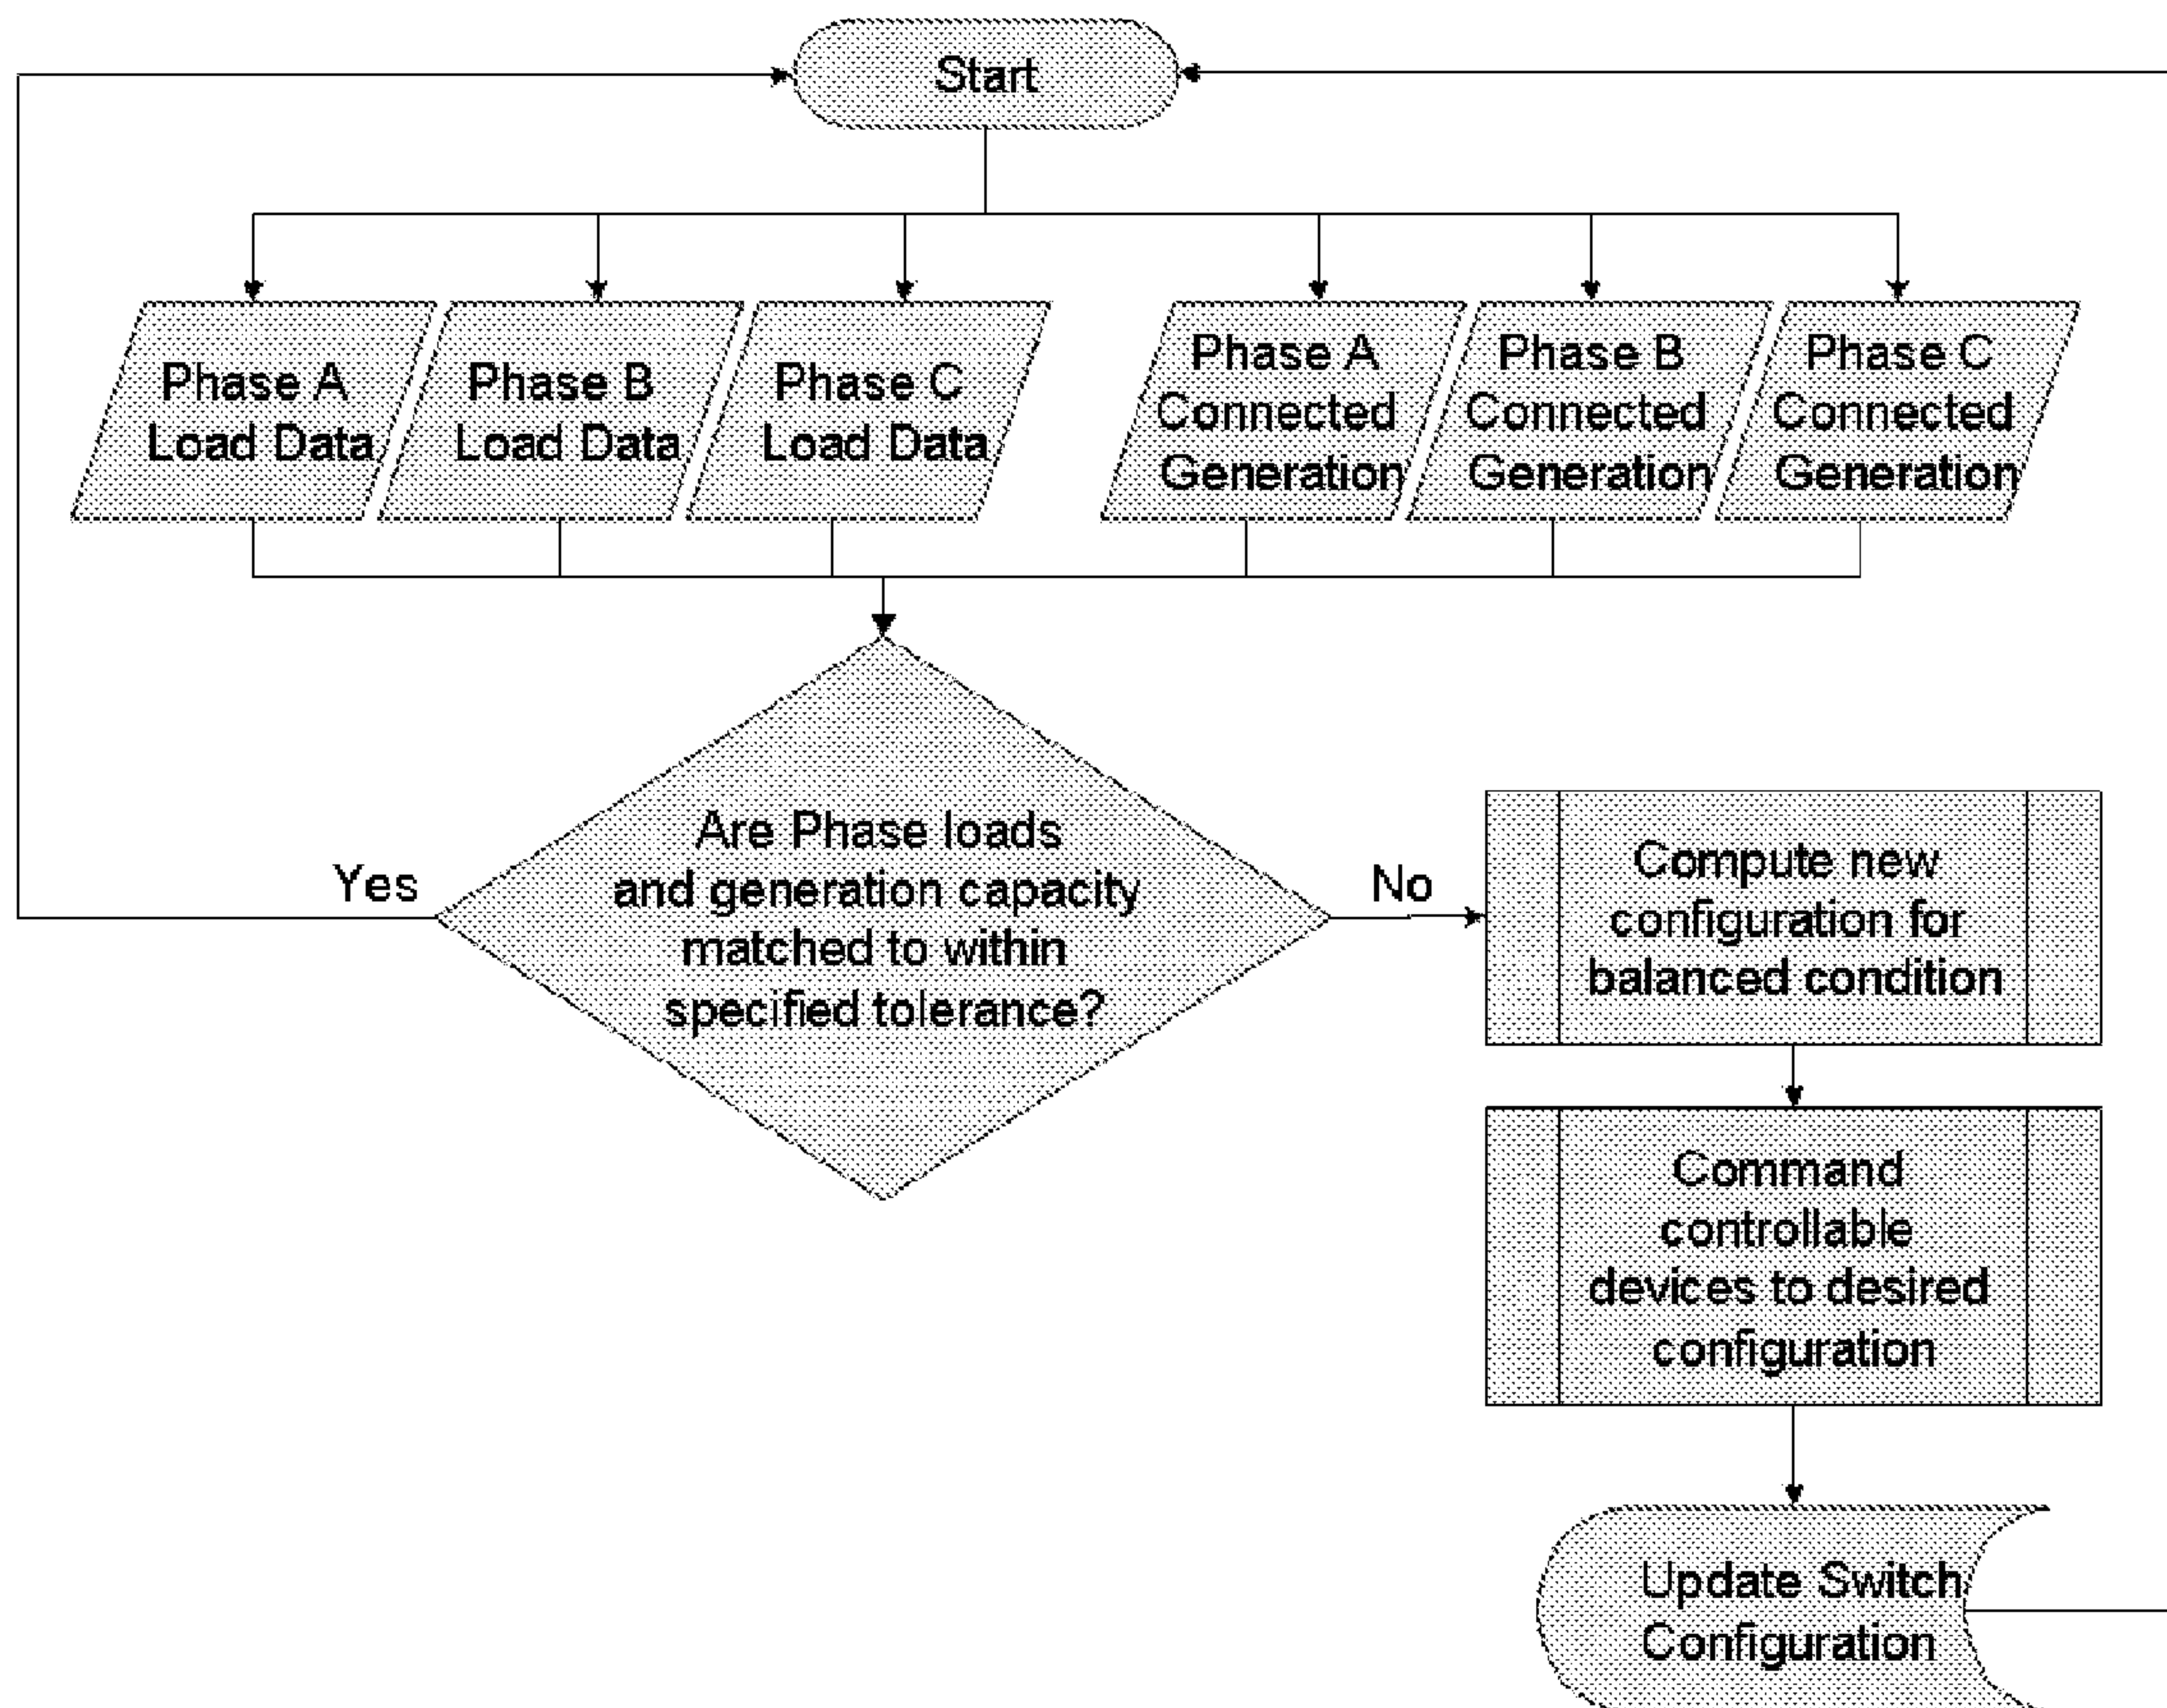 Start
Phase A
Load Data
Phase B
Load Data
Phase C
Load Data
Phase A
Connected
Generation
Phase B
Connected
Generation
Phase C
Connected
Generation
Are Phase loads
and generation capacity
matched to within
specified tolerance?
Yes
No
Compute new
configuration for
balanced condition
Command
controllable
devices to desired
configuration
Update Switch
Configuration